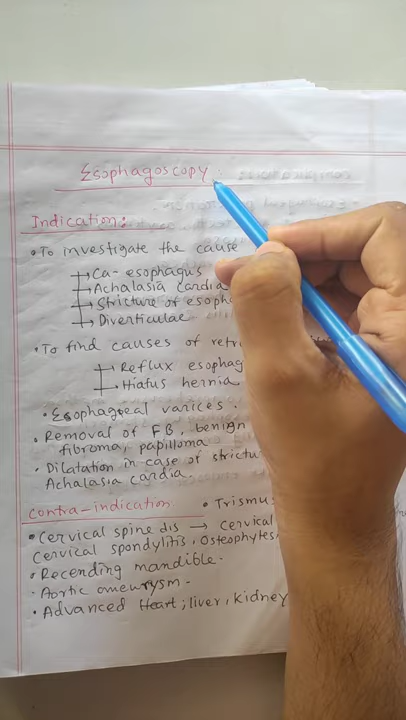 Esophagoscopy:
Indication:
• To investigate the cause
→ Ca- esophagus
→ Achalasia cardia
→ Stricture of esoph
→ Diverticulae
• To find causes of retr
→ Reflux esophag
→ Hiatus hernia
• Esophageal varices.
• Removal of FB, benign
fibroma, papilloma
• Dilatation in case of strictu
Achalasia cardia.
contra-indication • Trismu
• Cervical spine dis → cervical
Cervical spondylitis, Osteophytes
• Recending mandible.
• Aortic aneurysm.
• Advanced Heart; liver, kidney